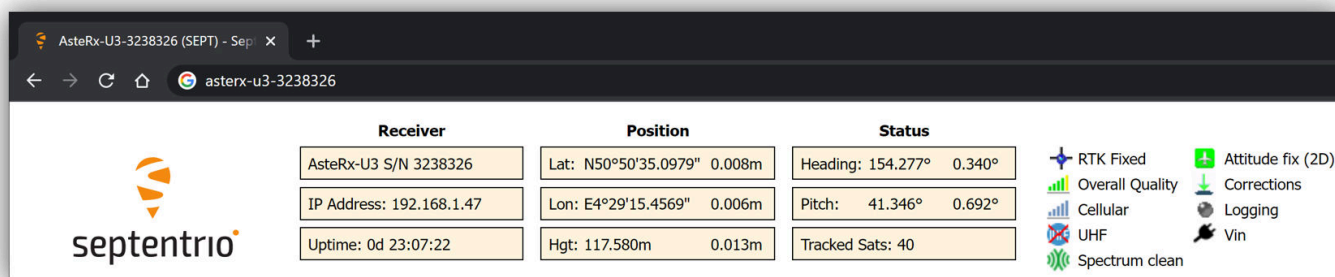 AsteRx-U3-3238326 (SEPT) - Sep
asterx-u3-3238326
septentrio
Receiver
AsteRx-U3 S/N 3238326
IP Address: 192.168.1.47
Uptime: 0d 23:07:22
Position
Lat: N50°50'35.0979" 0.008m
Lon: E4°29'15.4569" 0.006m
Hgt: 117.580m 0.013m
Status
Heading: 154.277° 0.340°
Pitch: 41.346° 0.692°
Tracked Sats: 40
RTK Fixed
Overall Quality
Cellular
UHF
Spectrum clean
Attitude fix (2D)
Corrections
Logging
Vin